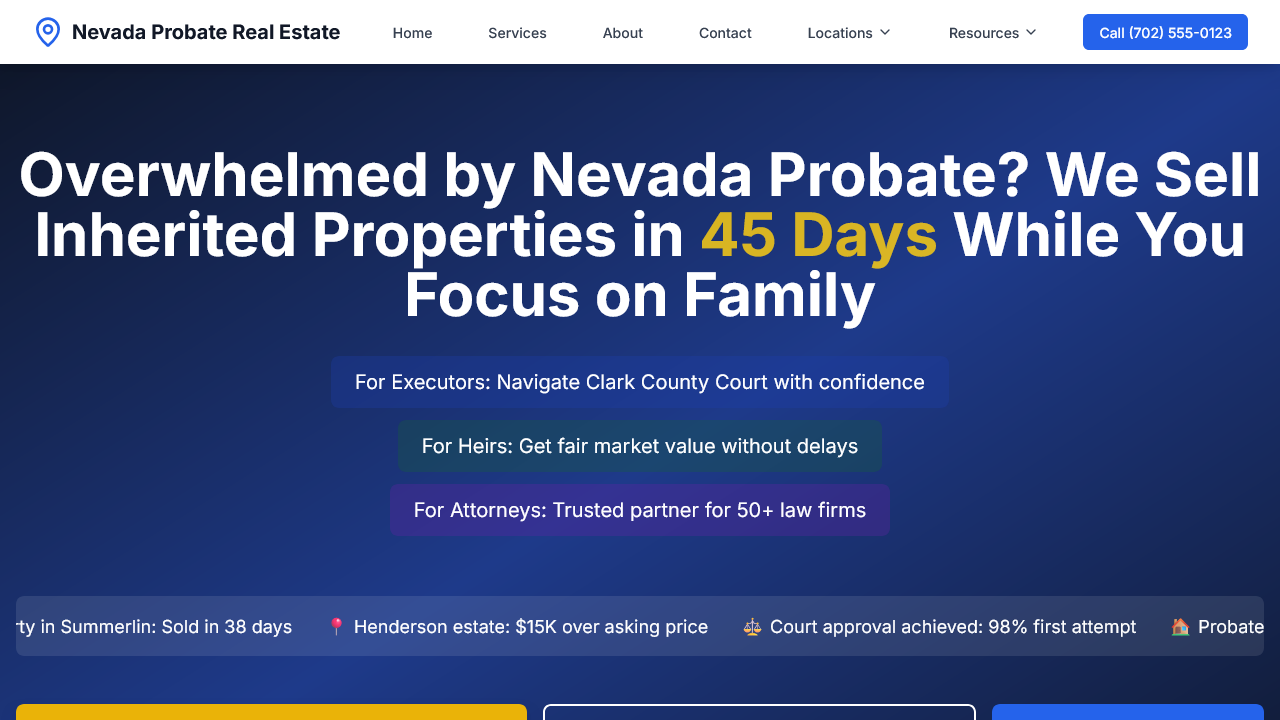 Nevada Probate Real Estate
Home
Services
About
Contact
Locations
Resources
Call (702) 555-0123
Overwhelmed by Nevada Probate? We Sell
Inherited Properties in 45 Days While You
Focus on Family
For Executors: Navigate Clark County Court with confidence
For Heirs: Get fair market value without delays
For Attorneys: Trusted partner for 50+ law firms
in Summerlin: Sold in 38 days
Henderson estate: $15K over asking price
Court approval achieved: 98% first attempt
Probate